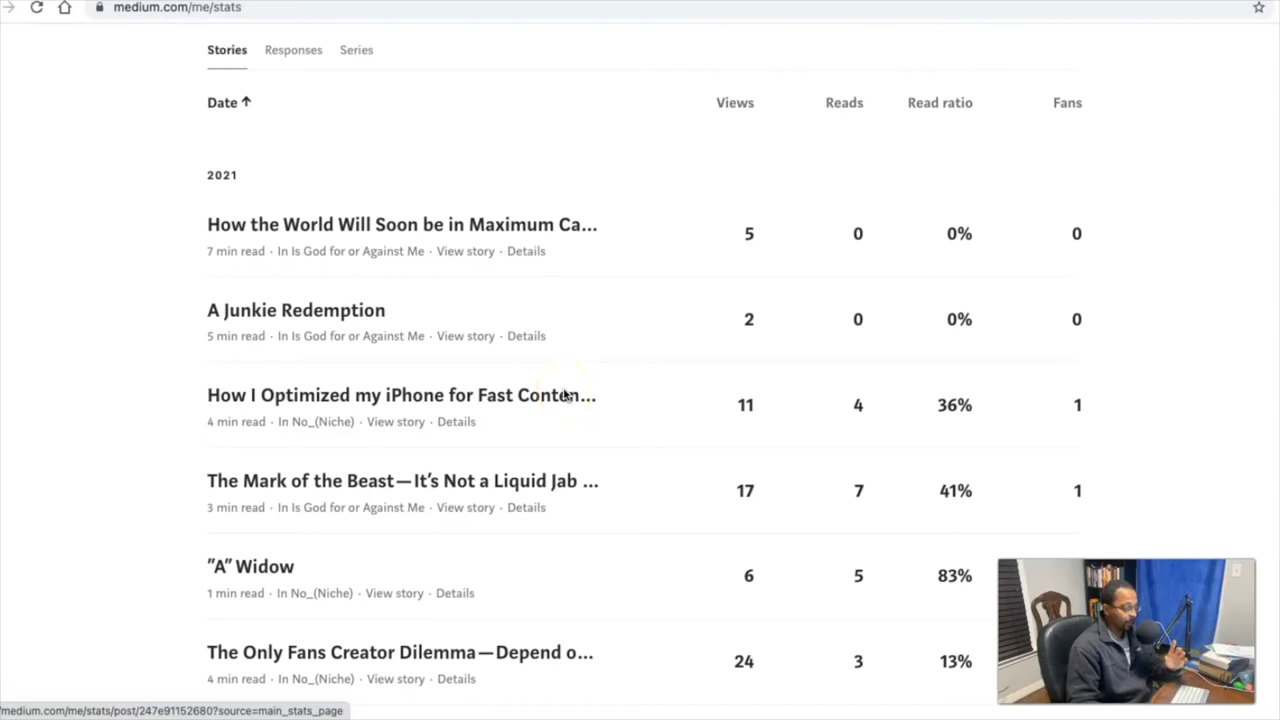 medium.com/me/stats
Stories Responses Series
Date ↑ Views Reads Read ratio Fans
2021
How the World Will Soon be in Maximum Ca... 5 0 0% 0
7 min read · In Is God for or Against Me · View story · Details
A Junkie Redemption 2 0 0% 0
5 min read · In Is God for or Against Me · View story · Details
How I Optimized my iPhone for Fast Conten... 11 4 36% 1
4 min read · In No_(Niche) · View story · Details
The Mark of the Beast—It’s Not a Liquid Jab ... 17 7 41% 1
3 min read · In Is God for or Against Me · View story · Details
”A” Widow 6 5 83%
1 min read · In No_(Niche) · View story · Details
The Only Fans Creator Dilemma—Depend o... 24 3 13%
4 min read · In No_(Niche) · View story · Details
/medium.com/me/stats/post/247e91152680?source=main_stats_page